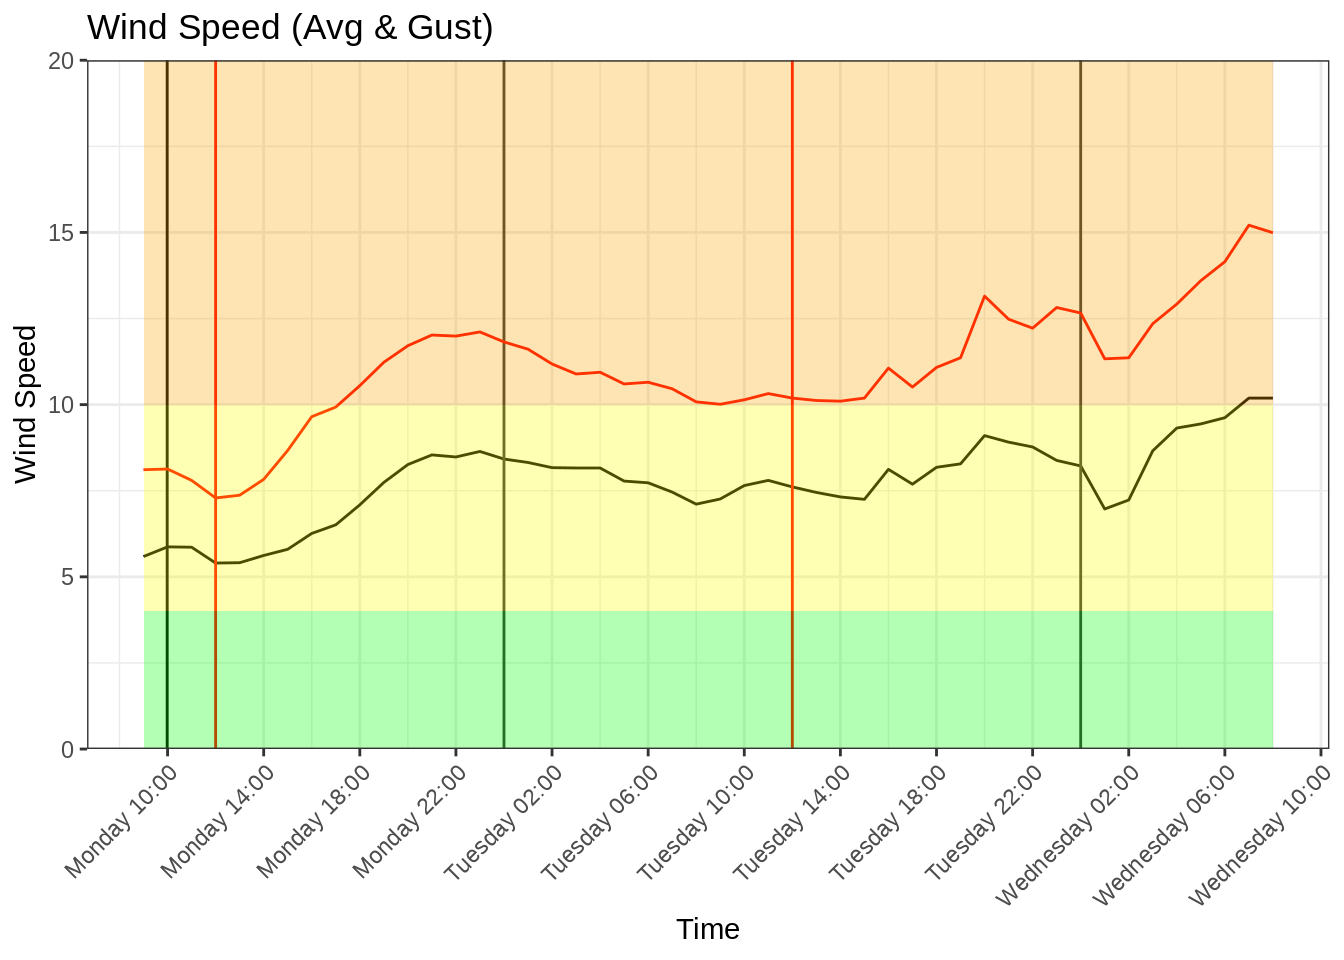 Wind Speed (Avg & Gust)
Wind Speed
20
15
10
5
0
Monday 10:00
Monday 14:00
Monday 18:00
Monday 22:00
Tuesday 02:00
Tuesday 06:00
Tuesday 10:00
Tuesday 14:00
Tuesday 18:00
Tuesday 22:00
Wednesday 02:00
Wednesday 06:00
Wednesday 10:00
Time